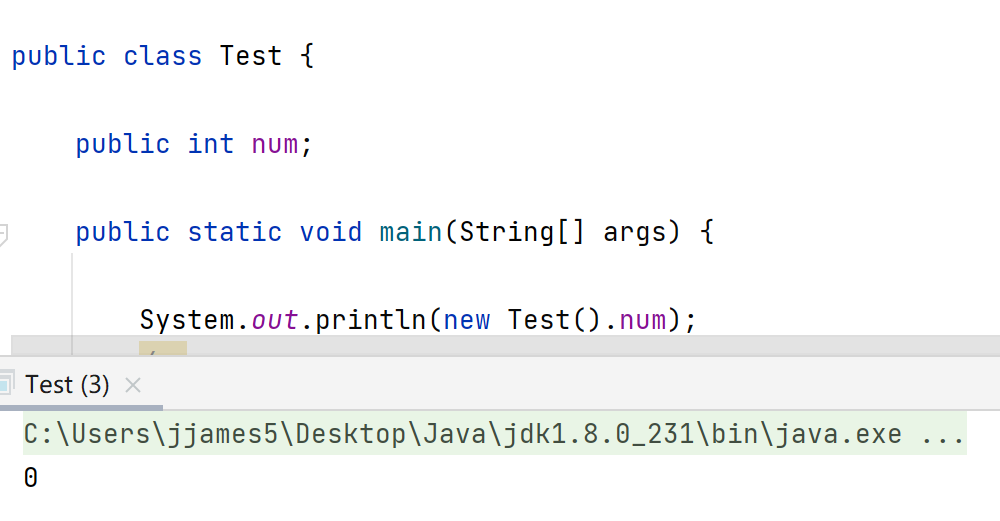 public class Test {
public int num;
public static void main(String[] args) {
System.out.println(new Test().num);
Test (3)
C:\Users\jjames5\Desktop\Java\jdk1.8.0_231\bin\java.exe ...
0